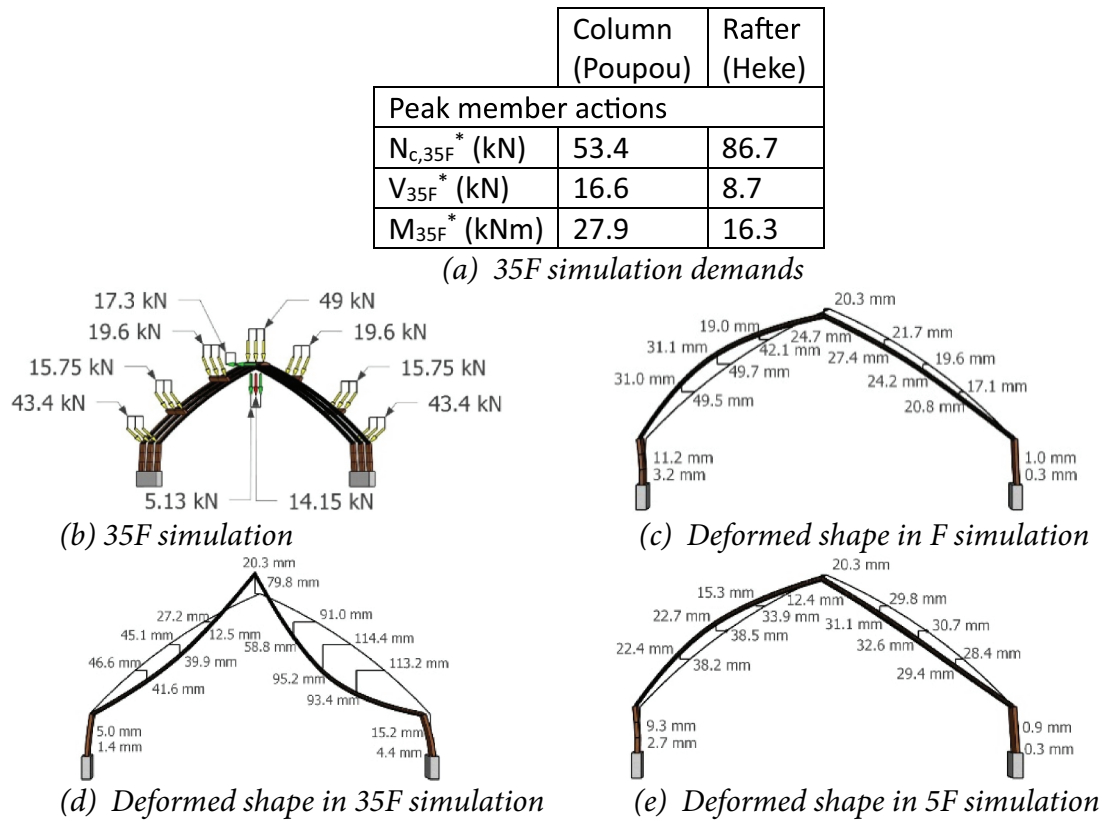 Column Rafter
(Poupou) (Heke)
Peak member actions
Nc,35F* (kN) 53.4 86.7
V35F* (kN) 16.6 8.7
M35F* (kNm) 27.9 16.3
(a) 35F simulation demands
17.3 kN 49 kN
19.6 kN 19.6 kN
15.75 kN 15.75 kN
43.4 kN 43.4 kN
5.13 kN 14.15 kN
(b) 35F simulation
20.3 mm
19.0 mm 24.7 mm 21.7 mm
31.1 mm 42.1 mm 27.4 mm 19.6 mm
31.0 mm 49.7 mm 24.2 mm 17.1 mm
49.5 mm 20.8 mm
11.2 mm 1.0 mm
3.2 mm 0.3 mm
(c) Deformed shape in F simulation
20.3 mm
79.8 mm
27.2 mm 12.5 mm 91.0 mm
45.1 mm 39.9 mm 58.8 mm 114.4 mm
46.6 mm 41.6 mm 95.2 mm 113.2 mm
93.4 mm
5.0 mm 15.2 mm
1.4 mm 4.4 mm
(d) Deformed shape in 35F simulation
20.3 mm
15.3 mm 12.4 mm 29.8 mm
22.7 mm 33.9 mm 31.1 mm 30.7 mm
22.4 mm 38.5 mm 32.6 mm 28.4 mm
38.2 mm 29.4 mm
9.3 mm 0.9 mm
2.7 mm 0.3 mm
(e) Deformed shape in 5F simulation